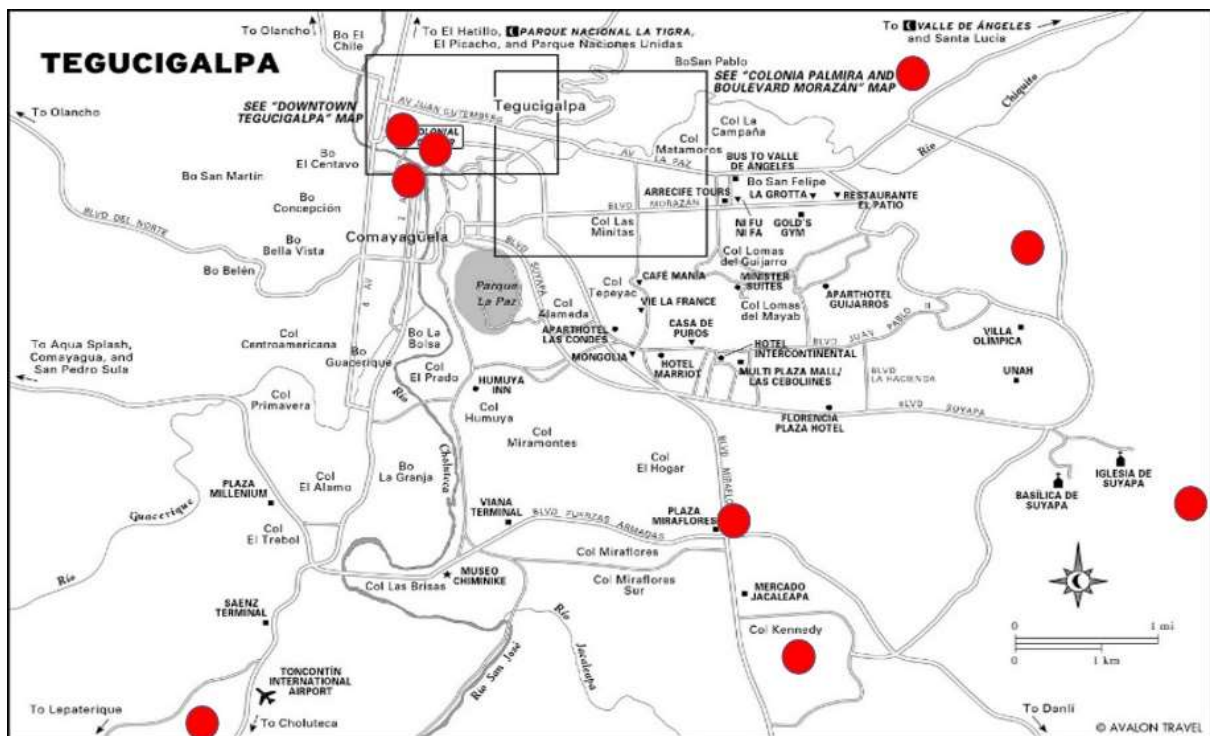 TEGUCIGALPA
To Olancho
Bo El
Chile
To El Hatillo, PARQUE NACIONAL LA TIGRA,
El Picacho, and Parque Naciones Unidas
To VALLE DE ÁNGELES
and Santa Lucía
Bo San Pablo
SEE "COLONIA PALMIRA AND
BOULEVARD MORAZÁN" MAP
SEE "DOWNTOWN
TEGUCIGALPA" MAP
To Olancho
AV JUAN GUTEMBERG
Tegucigalpa
Río
Chiquito
Col La
Campaña
Col
Matamoros
AV
LA PAZ
BUS TO VALLE
DE ÁNGELES
Bo
El Centavo
Bo San Martín
Bo San Felipe
LA GROTTA
ARRECIFE TOURS
RESTAURANTE
EL PATIO
BLVD
MORAZÁN
Bo
Concepción
Col Las
Minitas
NI FU
NI FA
GOLD'S
GYM
BLVD DEL NORTE
Comayagüela
Bo
Bella Vista
Bo Belén
BLVD
SUYAPA
Col Lomas
del Guijarro
Parque
La Paz
Col
Tepeyac
CAFÉ MANÍA
MINISTER
SUITES
APARTHOTEL
GUIJARROS
Col
Alameda
VIE LA FRANCE
Col Lomas
del Mayab
AV
Col
Centroamericana
Bo La
Bolsa
APARTHOTEL
LAS CONDES
CASA DE
PUROS
BLVD
JUAN
PABLO
II
VILLA
OLÍMPICA
To Aqua Splash,
Comayagua, and
San Pedro Sula
Bo
Guacerique
MONGOLIA
HOTEL
MARRIOT
HOTEL
INTERCONTINENTAL
MULTI PLAZA MALL/
LAS CEBOLIINES
BLVD
LA HACIENDA
UNAH
Col
El Prado
HUMUYA
INN
Río
Col
Primavera
Col
Humuya
Col
Miramontes
FLORENCIA
PLAZA HOTEL
BLVD
SUYAPA
Choluteca
Bo
La Granja
Col
El Hogar
Col
El Alamo
PLAZA
MILLENIUM
IGLESIA DE
SUYAPA
BASÍLICA DE
SUYAPA
Guacerique
Río
VIANA
TERMINAL
BLVD FUERZAS ARMADAS
PLAZA
MIRAFLORES
Col
El Trebol
Col Miraflores
Col Las Brisas
MUSEO
CHIMINIKE
Col Miraflores
Sur
MERCADO
JACALEAPA
SAENZ
TERMINAL
Río
Jacaleapa
Río San José
Col Kennedy
0
1 mi
0
1 km
TONCONTÍN
INTERNATIONAL
AIRPORT
To Lepaterique
To Choluteca
To Danlí
© AVALON TRAVEL